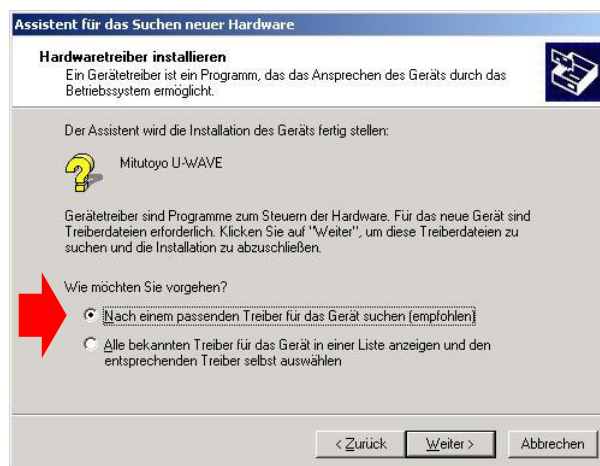 Assistent für das Suchen neuer Hardware
Hardwaretreiber installieren
Ein Gerätetreiber ist ein Programm, das das Ansprechen des Geräts durch das
Betriebssystem ermöglicht.
Der Assistent wird die Installation des Geräts fertig stellen:
Mitutoyo U-WAVE
Gerätetreiber sind Programme zum Steuern der Hardware. Für das neue Gerät sind
Treiberdateien erforderlich. Klicken Sie auf "Weiter", um diese Treiberdateien zu
suchen und die Installation zu abzuschließen.
Wie möchten Sie vorgehen?
Nach einem passenden Treiber für das Gerät suchen (empfohlen)
Alle bekannten Treiber für das Gerät in einer Liste anzeigen und den
entsprechenden Treiber selbst auswählen
< Zurück Weiter > Abbrechen